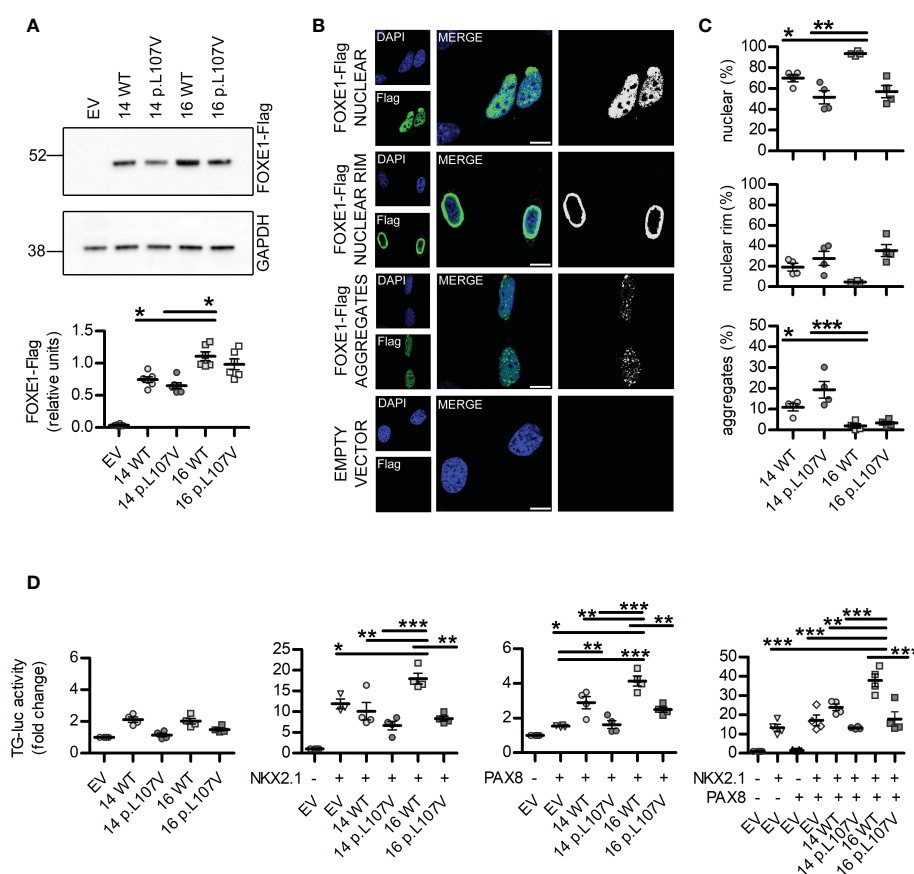 A
EV
14 WT
14 p.L107V
16 WT
16 p.L107V
52
FOXE1-Flag
38
GAPDH
* *
FOXE1-Flag
(relative units)
1.5
1.0
0.5
0.0
EV
14 WT
14 p.L107V
16 WT
16 p.L107V
B
FOXE1-Flag
NUCLEAR
DAPI
MERGE
Flag
FOXE1-Flag
NUCLEAR RIM
DAPI
MERGE
Flag
FOXE1-Flag
AGGREGATES
DAPI
MERGE
Flag
EMPTY
VECTOR
DAPI
MERGE
Flag
C
* **
nuclear (%)
100
80
60
40
20
0
nuclear rim (%)
100
80
60
40
20
0
* ***
aggregates (%)
30
20
10
0
14 WT
14 p.L107V
16 WT
16 p.L107V
D
TG-luc activity
(fold change)
6
4
2
0
EV
14 WT
14 p.L107V
16 WT
16 p.L107V
***
**
* **
25
20
15
10
5
0
NKX2.1 - + + + + +
EV
EV
14 WT
14 p.L107V
16 WT
16 p.L107V
***
**
* **
**
***
6
4
2
0
PAX8 - + + + + +
EV
EV
14 WT
14 p.L107V
16 WT
16 p.L107V
***
**
***
*** ***
50
40
30
20
10
0
NKX2.1 - + - + + + + +
PAX8 - - + + + + + +
EV
EV
EV
EV
14 WT
14 p.L107V
16 WT
16 p.L107V